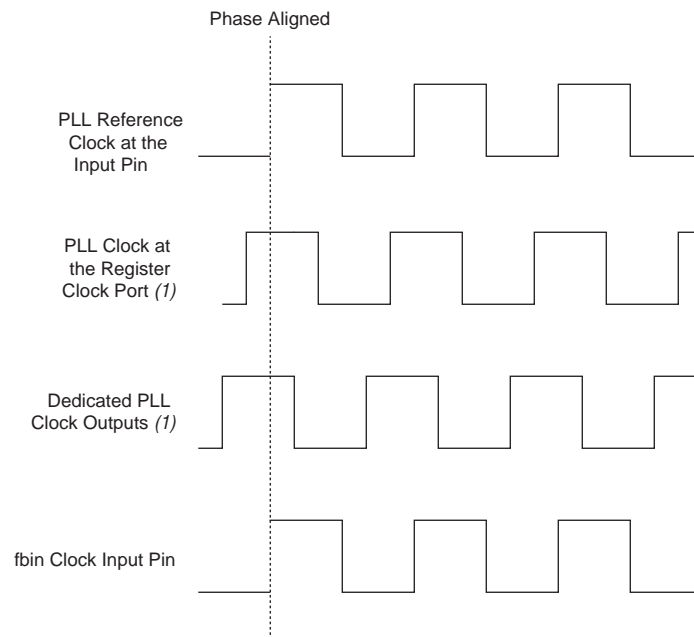 Phase Aligned
PLL Reference
Clock at the
Input Pin
PLL Clock at
the Register
Clock Port (1)
Dedicated PLL
Clock Outputs (1)
fbin Clock Input Pin